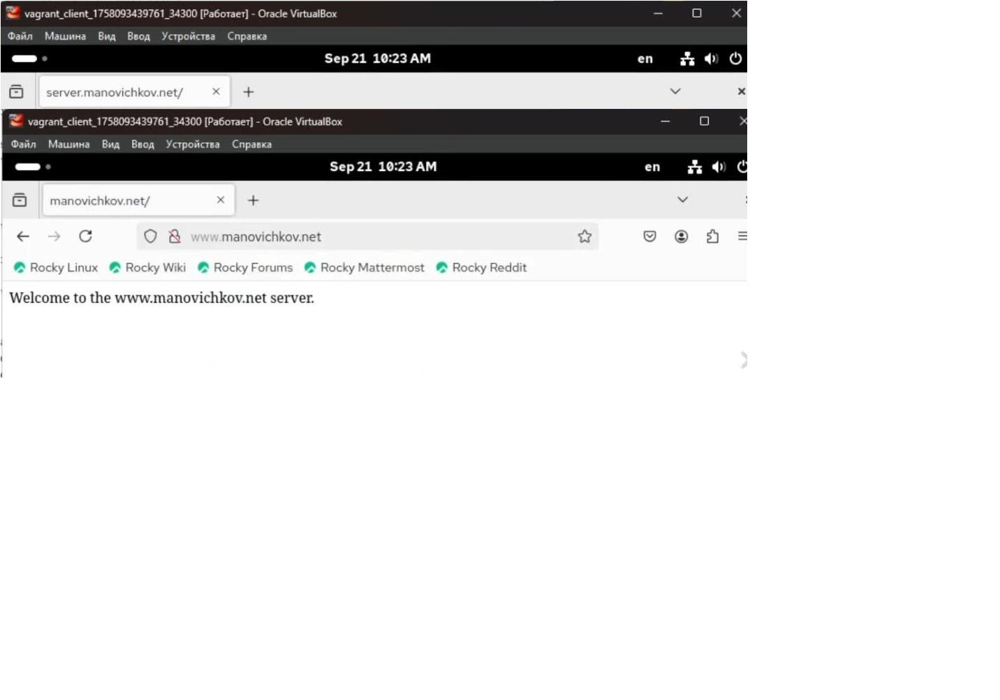 vagrant_client_1758093439761_34300 [Работает] - Oracle VirtualBox
Файл Машина Вид Ввод Устройства Справка
Sep 21 10:23 AM en
server.manovichkov.net/
vagrant_client_1758093439761_34300 [Работает] - Oracle VirtualBox
Файл Машина Вид Ввод Устройства Справка
Sep 21 10:23 AM en
manovichkov.net/
www.manovichkov.net
Rocky Linux Rocky Wiki Rocky Forums Rocky Mattermost Rocky Reddit
Welcome to the www.manovichkov.net server.